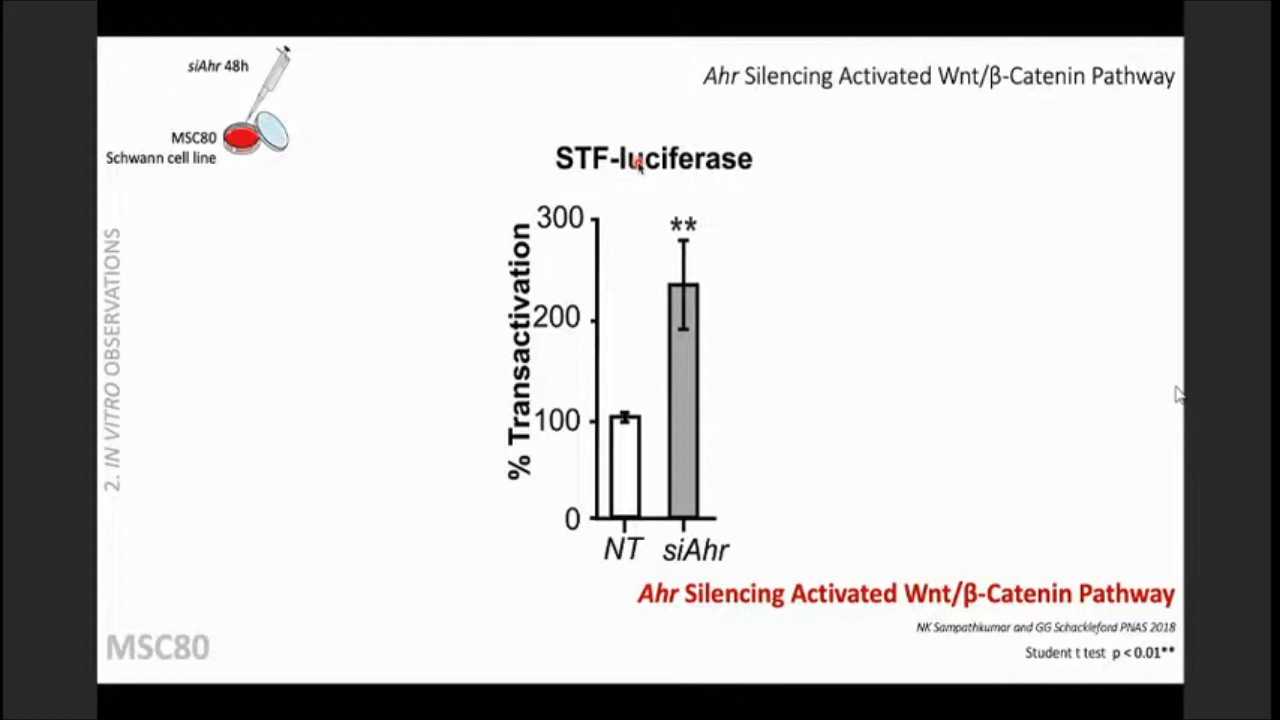 siAhr 48h
MSC80
Schwann cell line
Ahr Silencing Activated Wnt/β-Catenin Pathway
2. IN VITRO OBSERVATIONS
STF-luciferase
% Transactivation
300
200
100
0
**
NT
siAhr
Ahr Silencing Activated Wnt/β-Catenin Pathway
NK Sampathkumar and GG Schackleford PNAS 2018
Student t test p < 0.01**
MSC80